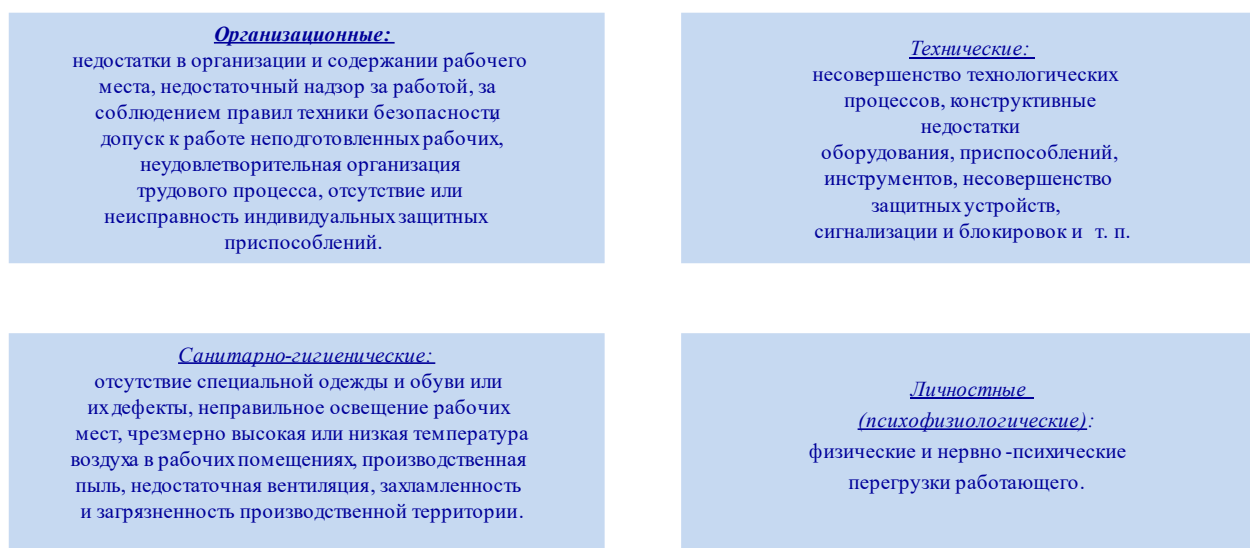 Организационные:
недостатки в организации и содержании рабочего
места, недостаточный надзор за работой, за
соблюдением правил техники безопасности,
допуск к работе неподготовленных рабочих,
неудовлетворительная организация
трудового процесса, отсутствие или
неисправность индивидуальных защитных
приспособлений.
Технические:
несовершенство технологических
процессов, конструктивные
недостатки
оборудования, приспособлений,
инструментов, несовершенство
защитных устройств,
сигнализации и блокировок и т. п.
Санитарно-гигиенические:
отсутствие специальной одежды и обуви или
их дефекты, неправильное освещение рабочих
мест, чрезмерно высокая или низкая температура
воздуха в рабочих помещениях, производственная
пыль, недостаточная вентиляция, захламленность
и загрязненность производственной территории.
Личностные
(психофизиологические):
физические и нервно-психические
перегрузки работающего.